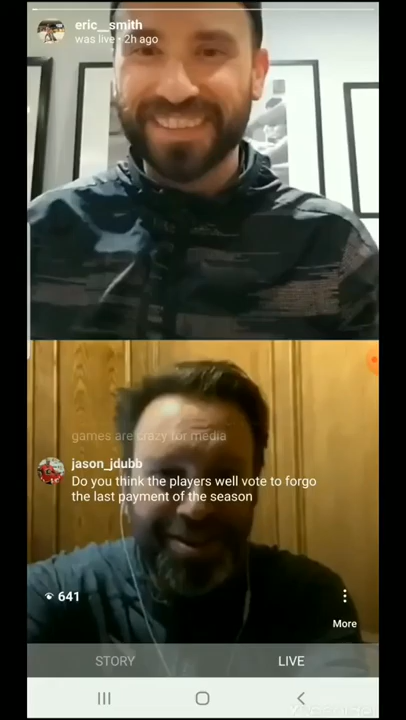 eric__smith
was live • 2h ago
games are crazy for media
jason_jdubb
Do you think the players well vote to forgo
the last payment of the season
641
More
STORY
LIVE